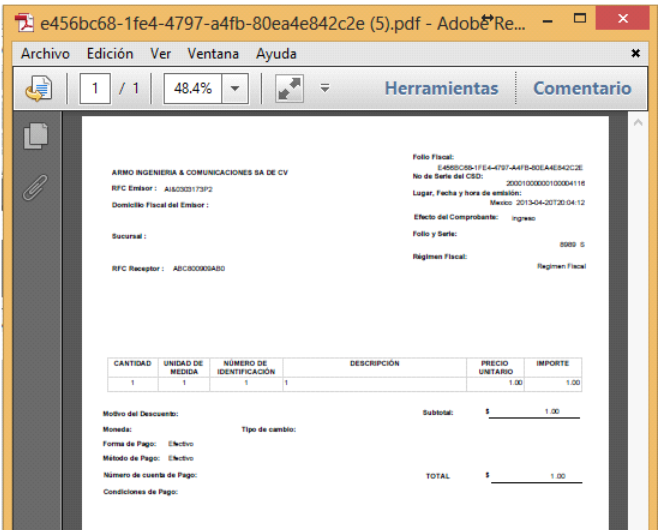 e456bc68-1fe4-4797-a4fb-80ea4e842c2e (5).pdf - Adobe Re...
Archivo Edición Ver Ventana Ayuda
1 / 1 48.4% Herramientas Comentario
Folio Fiscal:
E456BC68-1FE4-4797-A4FB-80EA4E842C2E
ARMO INGENIERIA & COMUNICACIONES SA DE CV
No de Serie del CSD:
20001000000100004116
RFC Emisor : AI&0303173P2
Lugar, Fecha y hora de emisión:
Mexico 2013-04-20T20:04:12
Domicilio Fiscal del Emisor :
Efecto del Comprobante: ingreso
Sucursal :
Folio y Serie:
8989 S
Régimen Fiscal:
Regimen Fiscal
RFC Receptor : ABC800909AB0
CANTIDAD UNIDAD DE MEDIDA NÚMERO DE IDENTIFICACIÓN DESCRIPCIÓN PRECIO UNITARIO IMPORTE
1 1 1 1 1.00 1.00
Motivo del Descuento: Subtotal: $ 1.00
Moneda: Tipo de cambio:
Forma de Pago: Efectivo
Método de Pago: Efectivo
Número de cuenta de Pago: TOTAL $ 1.00
Condiciones de Pago: